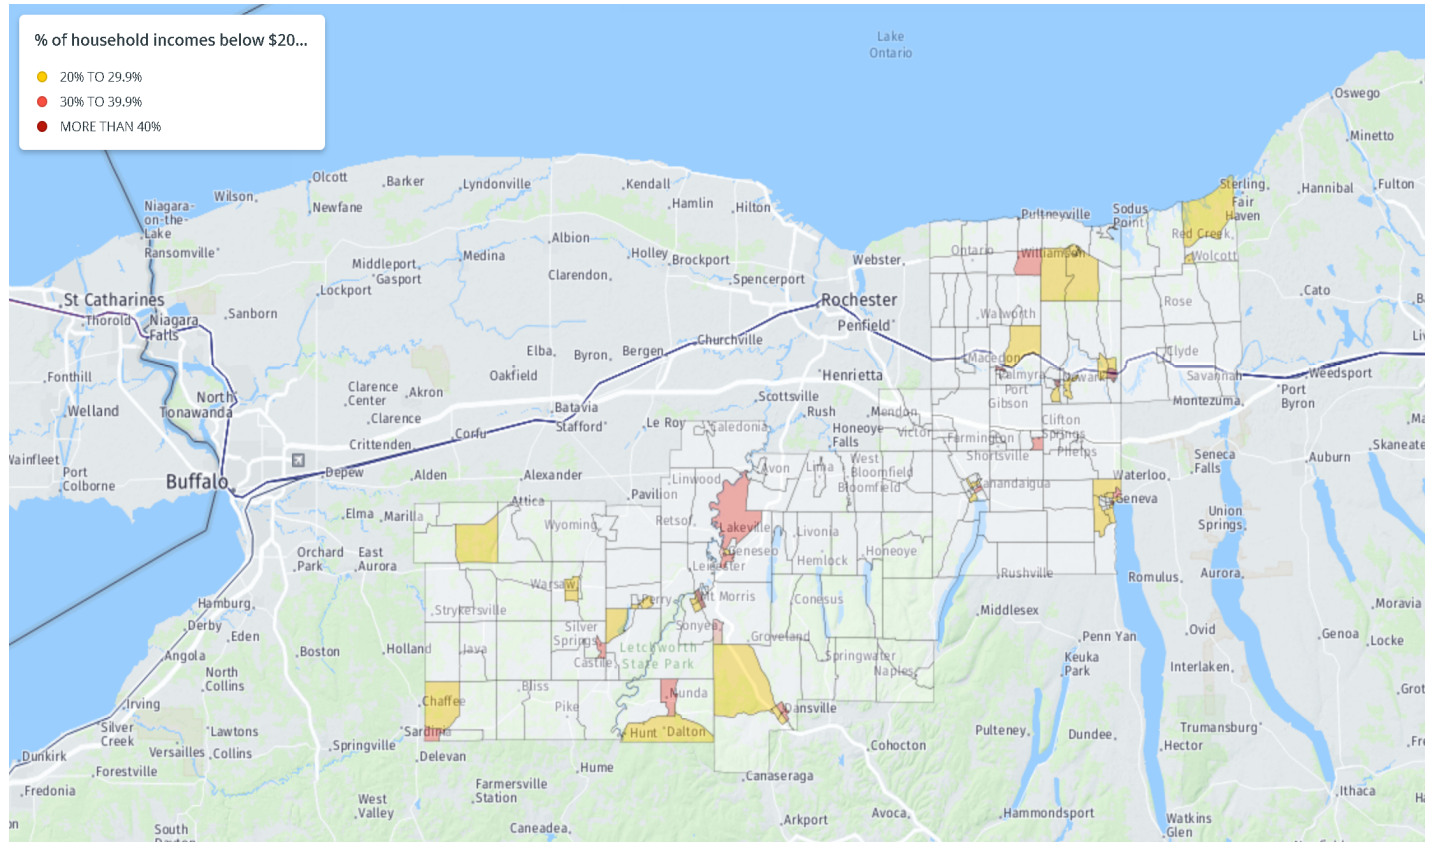 % of household incomes below $20...
20% TO 29.9%
30% TO 39.9%
MORE THAN 40%
Lake
Ontario
Oswego
Minetto
Olcott
Barker
Lyndonville
Kendall
Sterling
Hannibal
Fulton
Wilson
Niagara-
on-the-
Lake
Newfane
Hamlin
Hilton
Pultneyville
Sodus
Point
Fair
Haven
Ransomville
Albion
Red Creek
Medina
Holley
Brockport
Webster
Ontario
Williamson
Wolcott
Middleport
Gasport
Clarendon
Spencerport
Lockport
Cato
St Catharines
Rochester
Rose
Thorold
Niagara
Falls
Sanborn
Penfield
Walworth
Churchville
Elba
Byron
Bergen
Macedon
Clyde
Fonthill
Oakfield
Henrietta
Palmyra
Newark
Savannah
Weedsport
Clarence
Center
Akron
Port
Gibson
Port
Byron
North
Tonawanda
Batavia
Scottsville
Montezuma
Welland
Clarence
Stafford
Le Roy
Rush
Mendon
Caledonia
Honeoye
Falls
Victor
Farmington
Clifton
Springs
Crittenden
Corfu
Shortsville
Phelps
Skaneate
Wainfleet
Port
Colborne
Buffalo
Depew
Alden
Alexander
Linwood
Avon
Lima
West
Bloomfield
Bloomfield
Canandaigua
Waterloo
Seneca
Falls
Auburn
Pavilion
Geneva
Attica
Elma
Marilla
Wyoming
Retsof
Lakeville
Livonia
Union
Springs
Orchard
Park
East
Aurora
Geneseo
Honeoye
Leicester
Hemlock
Rushville
Romulus
Aurora
Warsaw
Perry
Mt Morris
Conesus
Hamburg
Strykersville
Middlesex
Moravia
Derby
Eden
Silver
Springs
Sonyea
Groveland
Penn Yan
Ovid
Genoa
Locke
Angola
Boston
Holland
Java
Castile
Letchworth
State Park
Springwater
Keuka
Park
Interlaken
North
Collins
Naples
Bliss
Nunda
Chaffee
Pike
Dansville
Irving
Silver
Creek
Lawtons
Sardinia
Hunt
Dalton
Pulteney
Dundee
Trumansburg
Dunkirk
Versailles
Collins
Springville
Delevan
Cohocton
Hector
Forestville
Hume
Canaseraga
Fredonia
Farmersville
Station
West
Valley
Ithaca
Arkport
Avoca
Hammondsport
Watkins
Glen
South
Caneadea